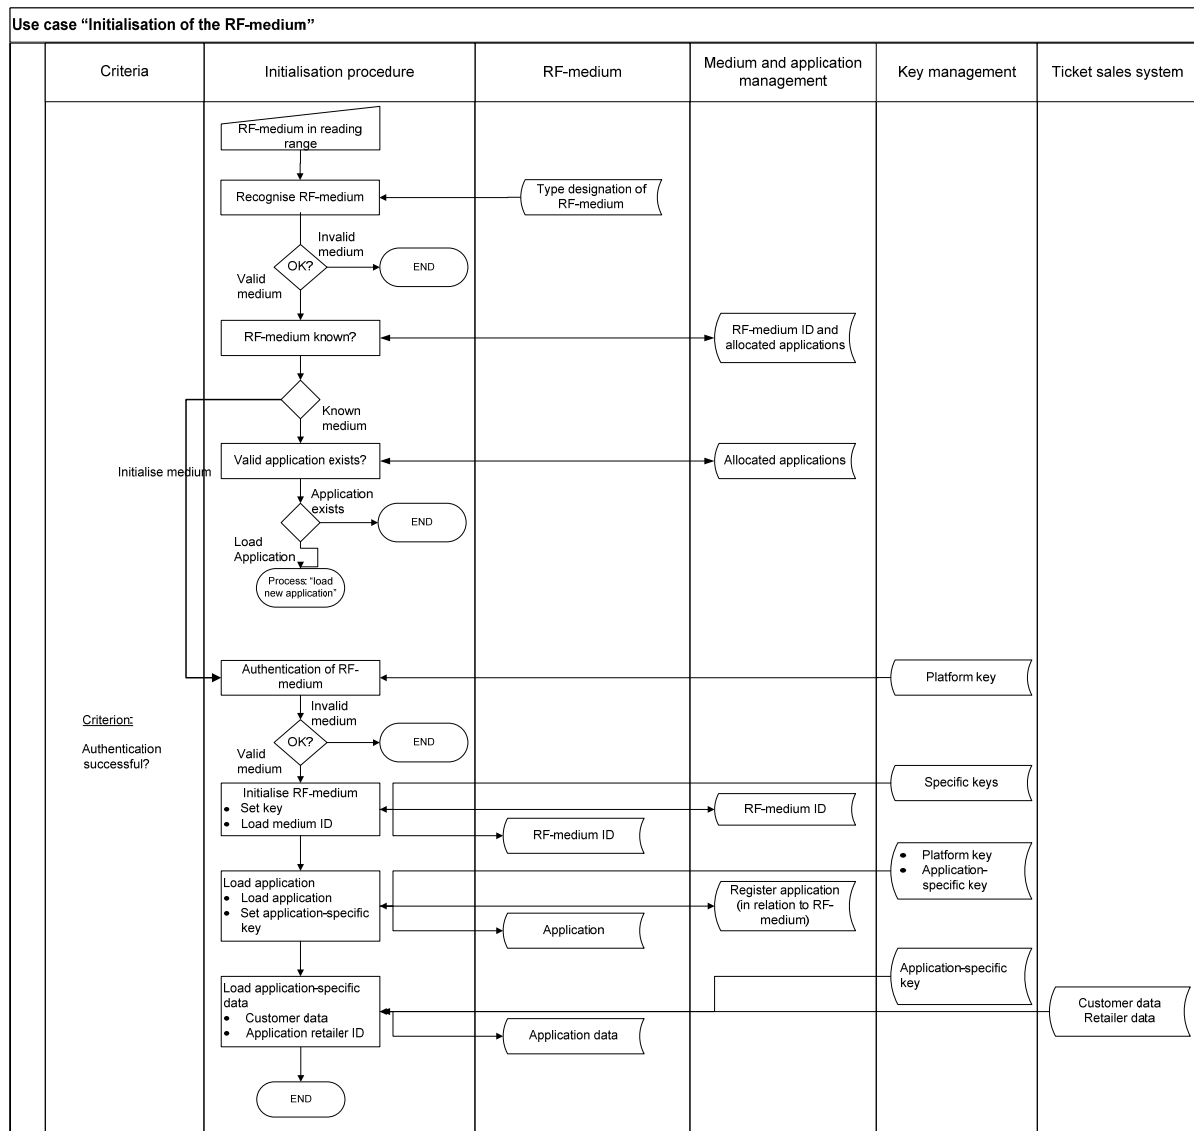 Use case “Initialisation of the RF-medium”
Criteria
Initialisation procedure
RF-medium
Medium and application
management
Key management
Ticket sales system
RF-medium in reading
range
Recognise RF-medium
Type designation of
RF-medium
Invalid
medium
OK?
END
Valid
medium
RF-medium known?
RF-medium ID and
allocated applications
Known
medium
Initialise medium
Valid application exists?
Allocated applications
Application
exists
END
Load
Application
Process: “load
new application”
Authentication of RF-
medium
Platform key
Criterion:
Authentication
successful?
Invalid
medium
OK?
END
Valid
medium
Initialise RF-medium
• Set key
• Load medium ID
Specific keys
RF-medium ID
RF-medium ID
Load application
• Load application
• Set application-specific
key
• Platform key
• Application-
specific key
Register application
(in relation to RF-
medium)
Application
Load application-specific
data
• Customer data
• Application retailer ID
Application-specific
key
Customer data
Retailer data
Application data
END